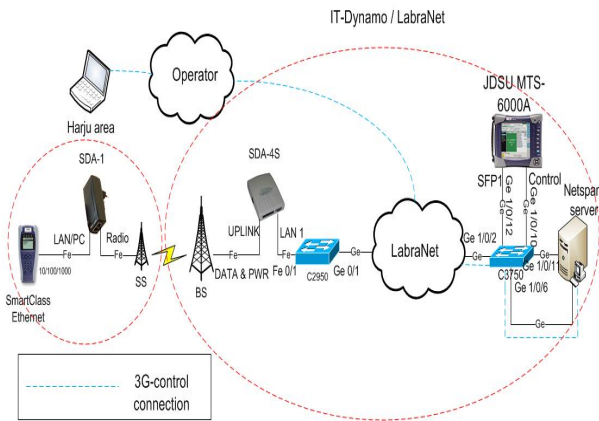 IT-Dynamo / LabraNet
Operator
Harju area
JDSU MTS-
6000A
SDA-1
SDA-4S
SFP1
Control
Netspar
server
Ge 1/0/12
Ge 1/0/10
Ge
Ge
LAN/PC
Radio
UPLINK
LAN 1
LabraNet
Ge 1/0/2
Fe
10/100/1000
Fe
SS
BS
Fe
DATA & PWR
Fe
Fe 0/1
C2950
Ge 0/1
Ge
Ge
C3750
Ge
Ge 1/0/11
Ge 1/0/6
SmartClass
Ethernet
Ge
Ge
3G-control
connection